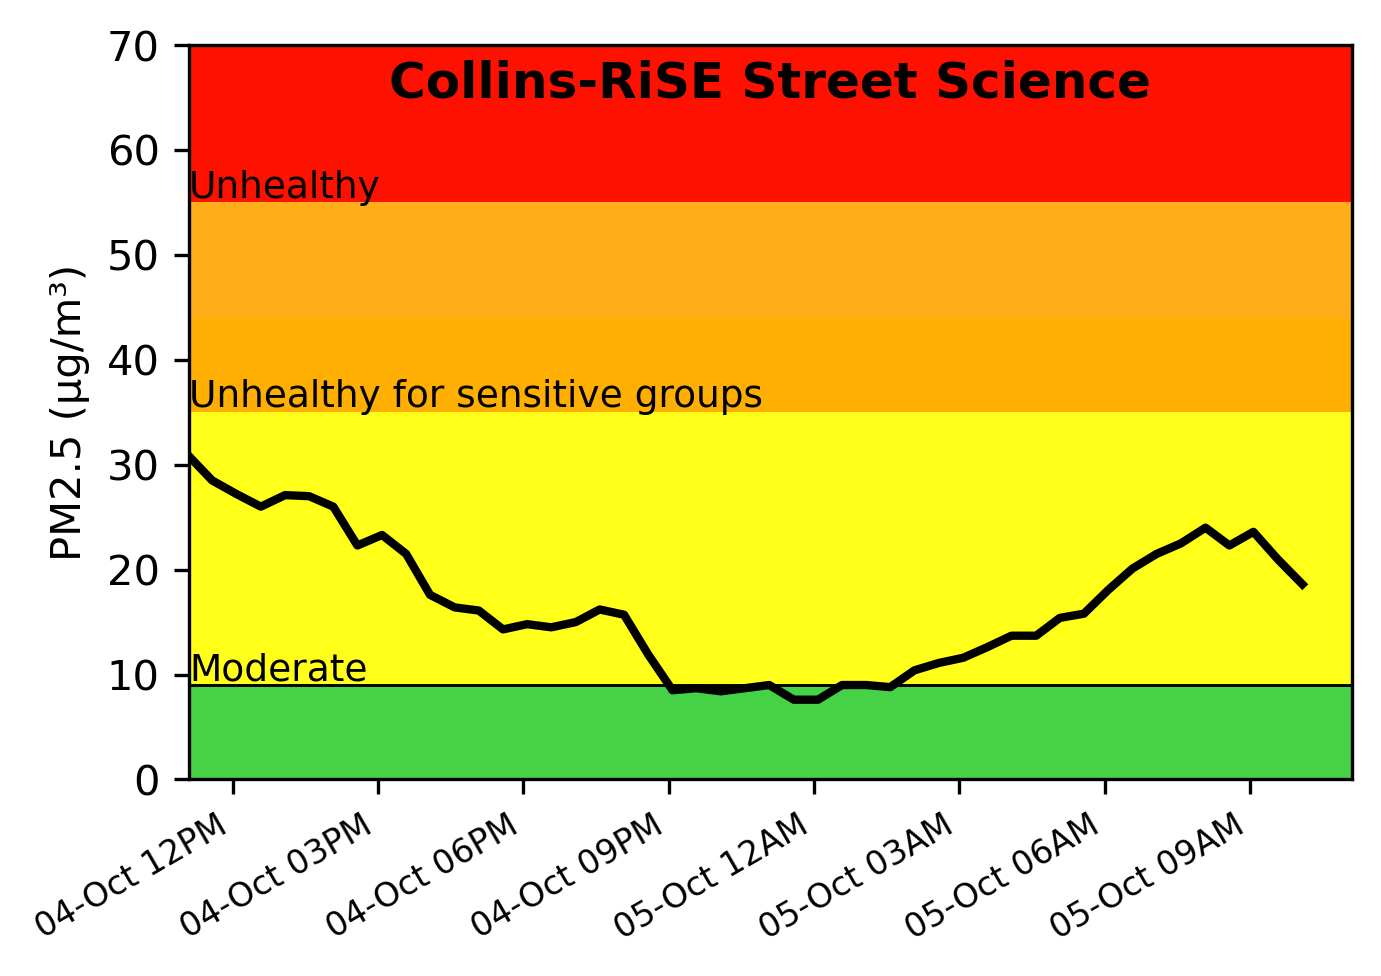 Collins-RiSE Street Science
70
60
Unhealthy
50
40
Unhealthy for sensitive groups
30
20
Moderate
10
0
PM2.5 (μg/m³)
04-Oct 12PM
04-Oct 03PM
04-Oct 06PM
04-Oct 09PM
05-Oct 12AM
05-Oct 03AM
05-Oct 06AM
05-Oct 09AM